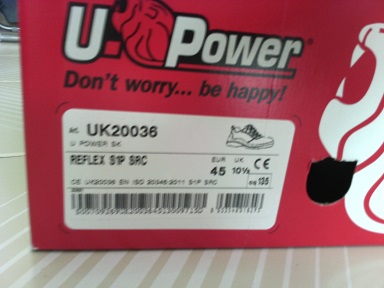 U Power
Don't worry... be happy!
Art. UK20036
U POWER SK
REFLEX S1P SRC
EUR UK
45 10½ CE
CE UK20036 EN ISO 20345:2011 S1P SRC